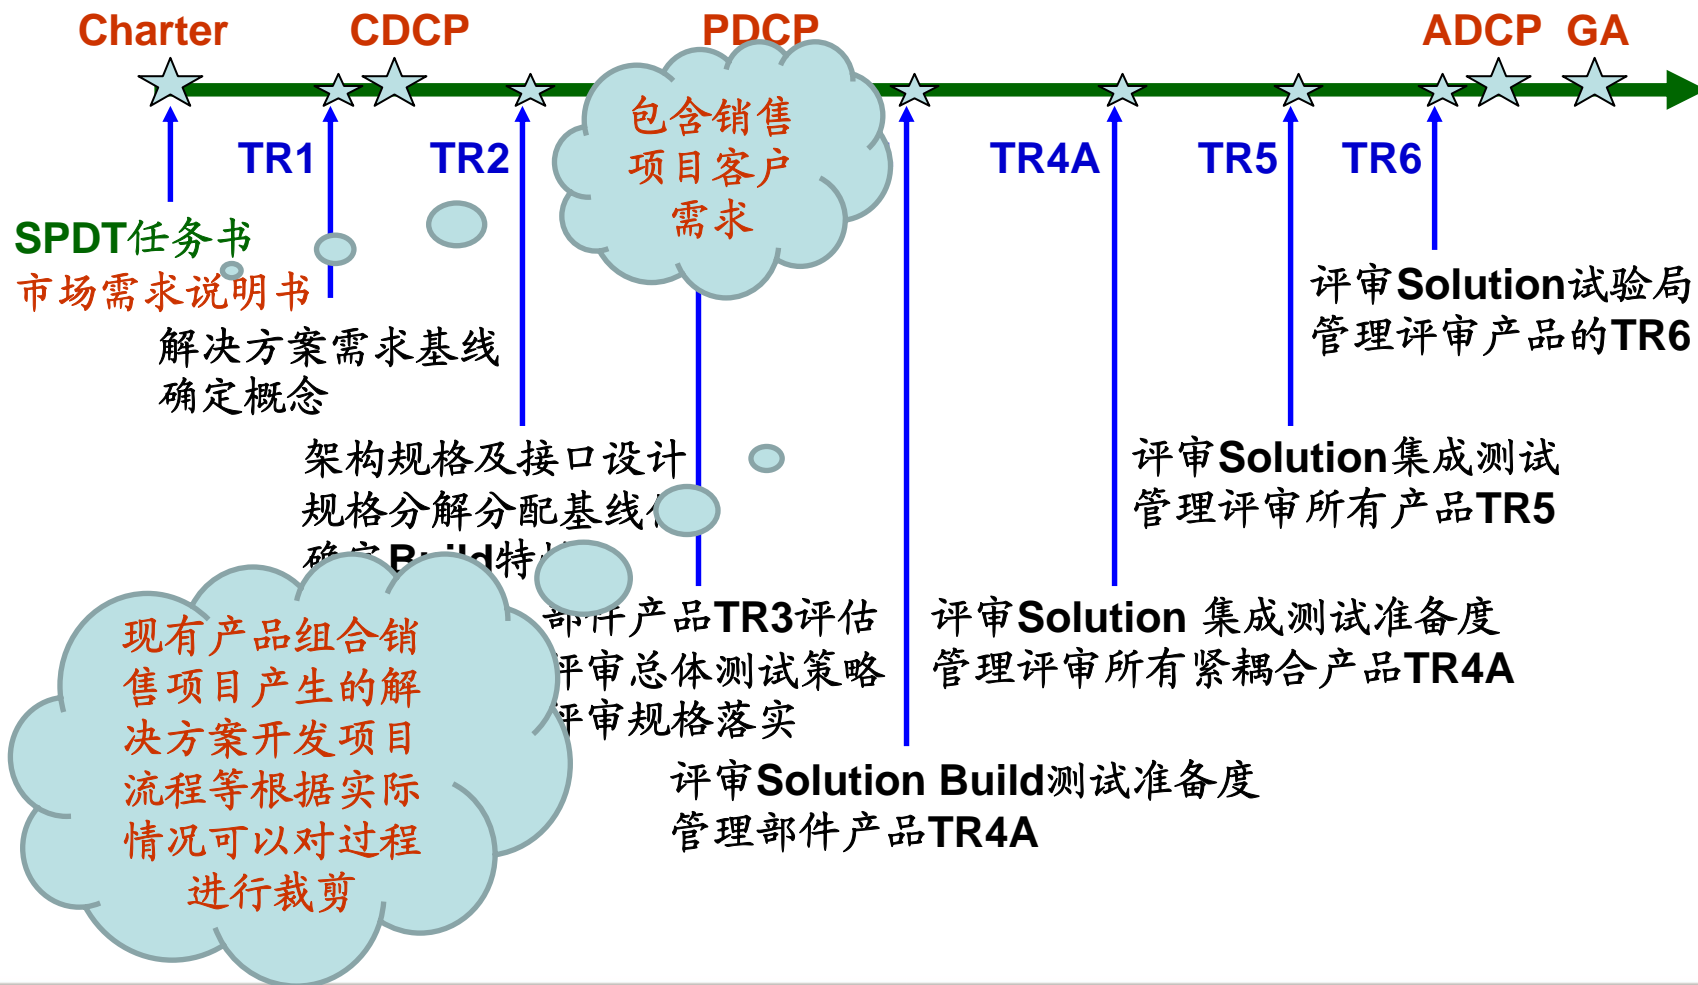 Charter CDCP PDCP ADCP GA
TR1 TR2 TR4A TR5 TR6
包含销售
项目客户
需求
SPDT任务书
市场需求说明书
解决方案需求基线
确定概念
架构规格及接口设计
规格分解分配基线
确定Build特
部件产品TR3评估
评审总体测试策略
评审规格落实
评审Solution Build测试准备度
管理部件产品TR4A
评审Solution 集成测试准备度
管理评审所有紧耦合产品TR4A
评审Solution集成测试
管理评审所有产品TR5
评审Solution试验局
管理评审产品的TR6
现有产品组合销
售项目产生的解
决方案开发项目
流程等根据实际
情况可以对过程
进行裁剪